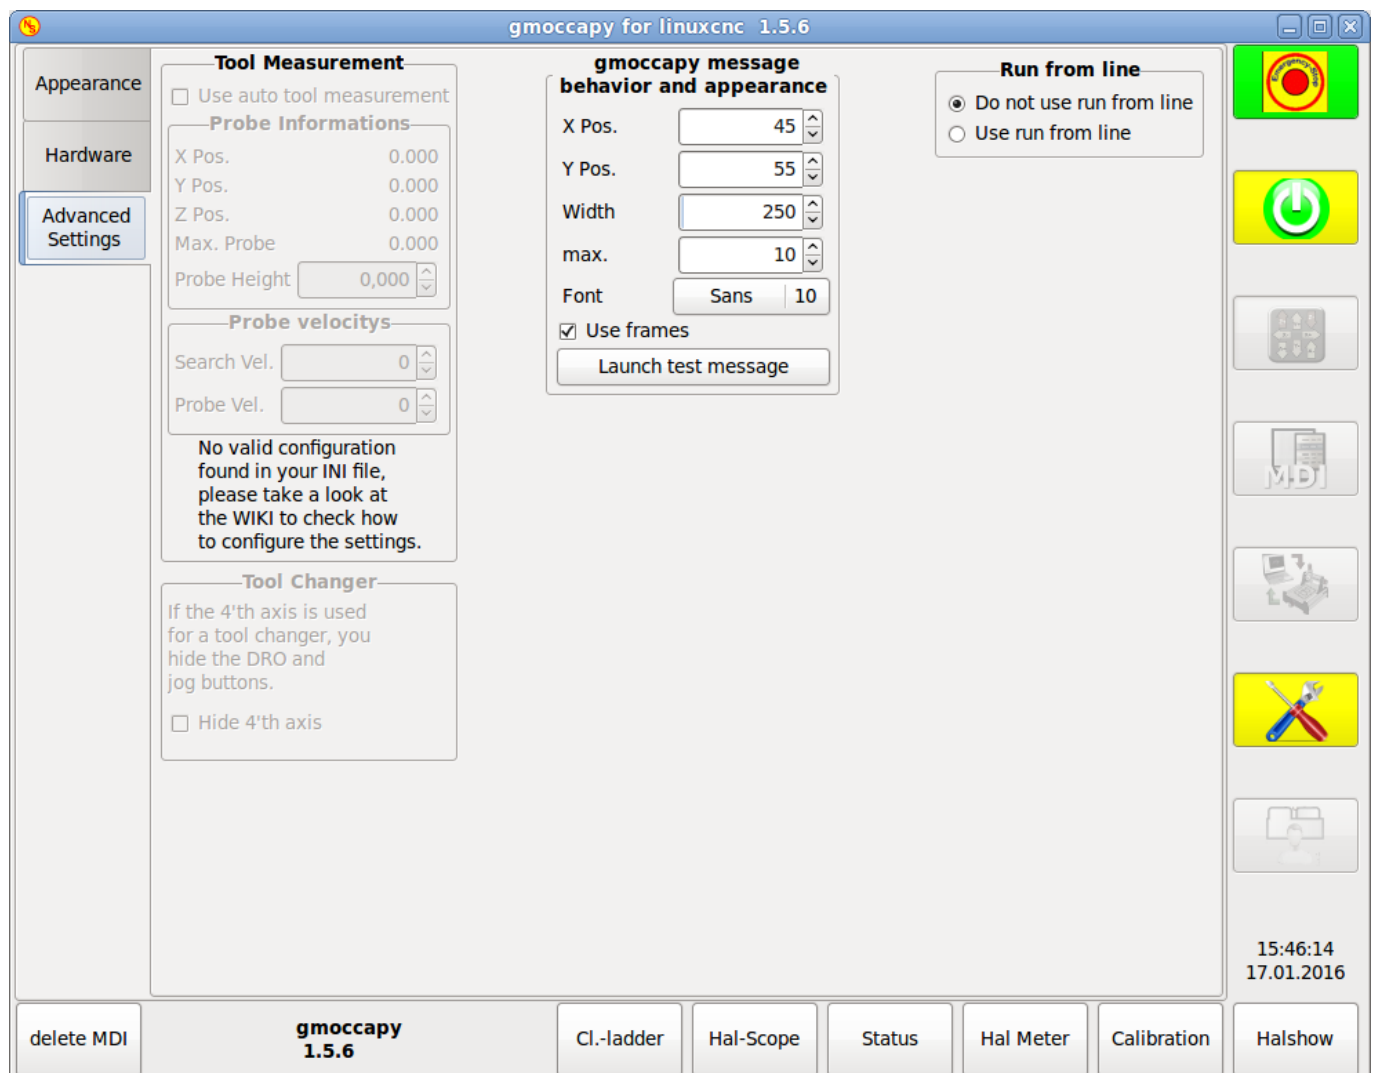 gmoccapy for linuxcnc 1.5.6
Appearance
Hardware
Advanced
Settings
Tool Measurement
Use auto tool measurement
Probe Informations
X Pos. 0.000
Y Pos. 0.000
Z Pos. 0.000
Max. Probe 0.000
Probe Height 0,000
Probe velocitys
Search Vel. 0
Probe Vel. 0
No valid configuration
found in your INI file,
please take a look at
the WIKI to check how
to configure the settings.
Tool Changer
If the 4'th axis is used
for a tool changer, you
hide the DRO and
jog buttons.
Hide 4'th axis
gmoccapy message
behavior and appearance
X Pos. 45
Y Pos. 55
Width 250
max. 10
Font Sans 10
Use frames
Launch test message
Run from line
Do not use run from line
Use run from line
Emergency-Stop
MDI
15:46:14
17.01.2016
delete MDI
gmoccapy
1.5.6
Cl.-ladder
Hal-Scope
Status
Hal Meter
Calibration
Halshow